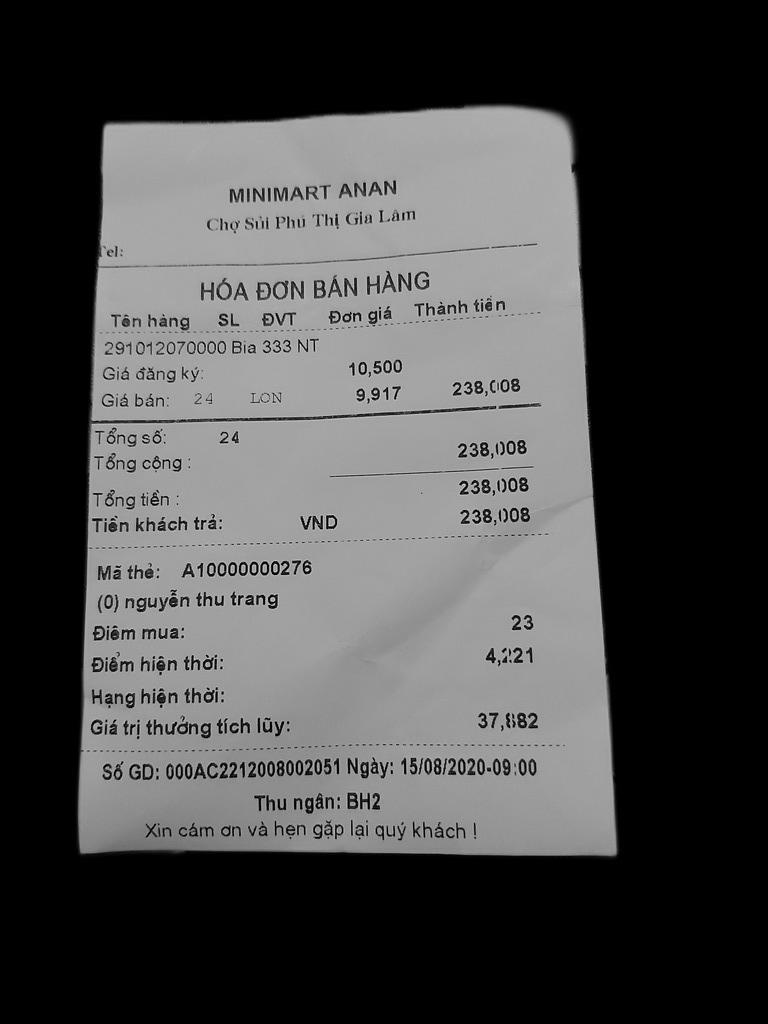 MINIMART ANAN
Chợ Sủi Phú Thị Gia Lâm
Tel:
HÓA ĐƠN BÁN HÀNG
Tên hàng SL ĐVT Đơn giá Thành tiền
291012070000 Bia 333 NT
Giá đăng ký: 10,500
Giá bán: 24 LON 9,917 238,008
Tổng số: 24
Tổng cộng : 238,008
Tổng tiền : 238,008
Tiền khách trả: VND 238,008
Mã thẻ: A10000000276
(0) nguyễn thu trang
Điểm mua: 23
Điểm hiện thời: 4,221
Hạng hiện thời:
Giá trị thưởng tích lũy: 37,882
Số GD: 000AC2212008002051 Ngày: 15/08/2020-09:00
Thu ngân: BH2
Xin cám ơn và hẹn gặp lại quý khách !